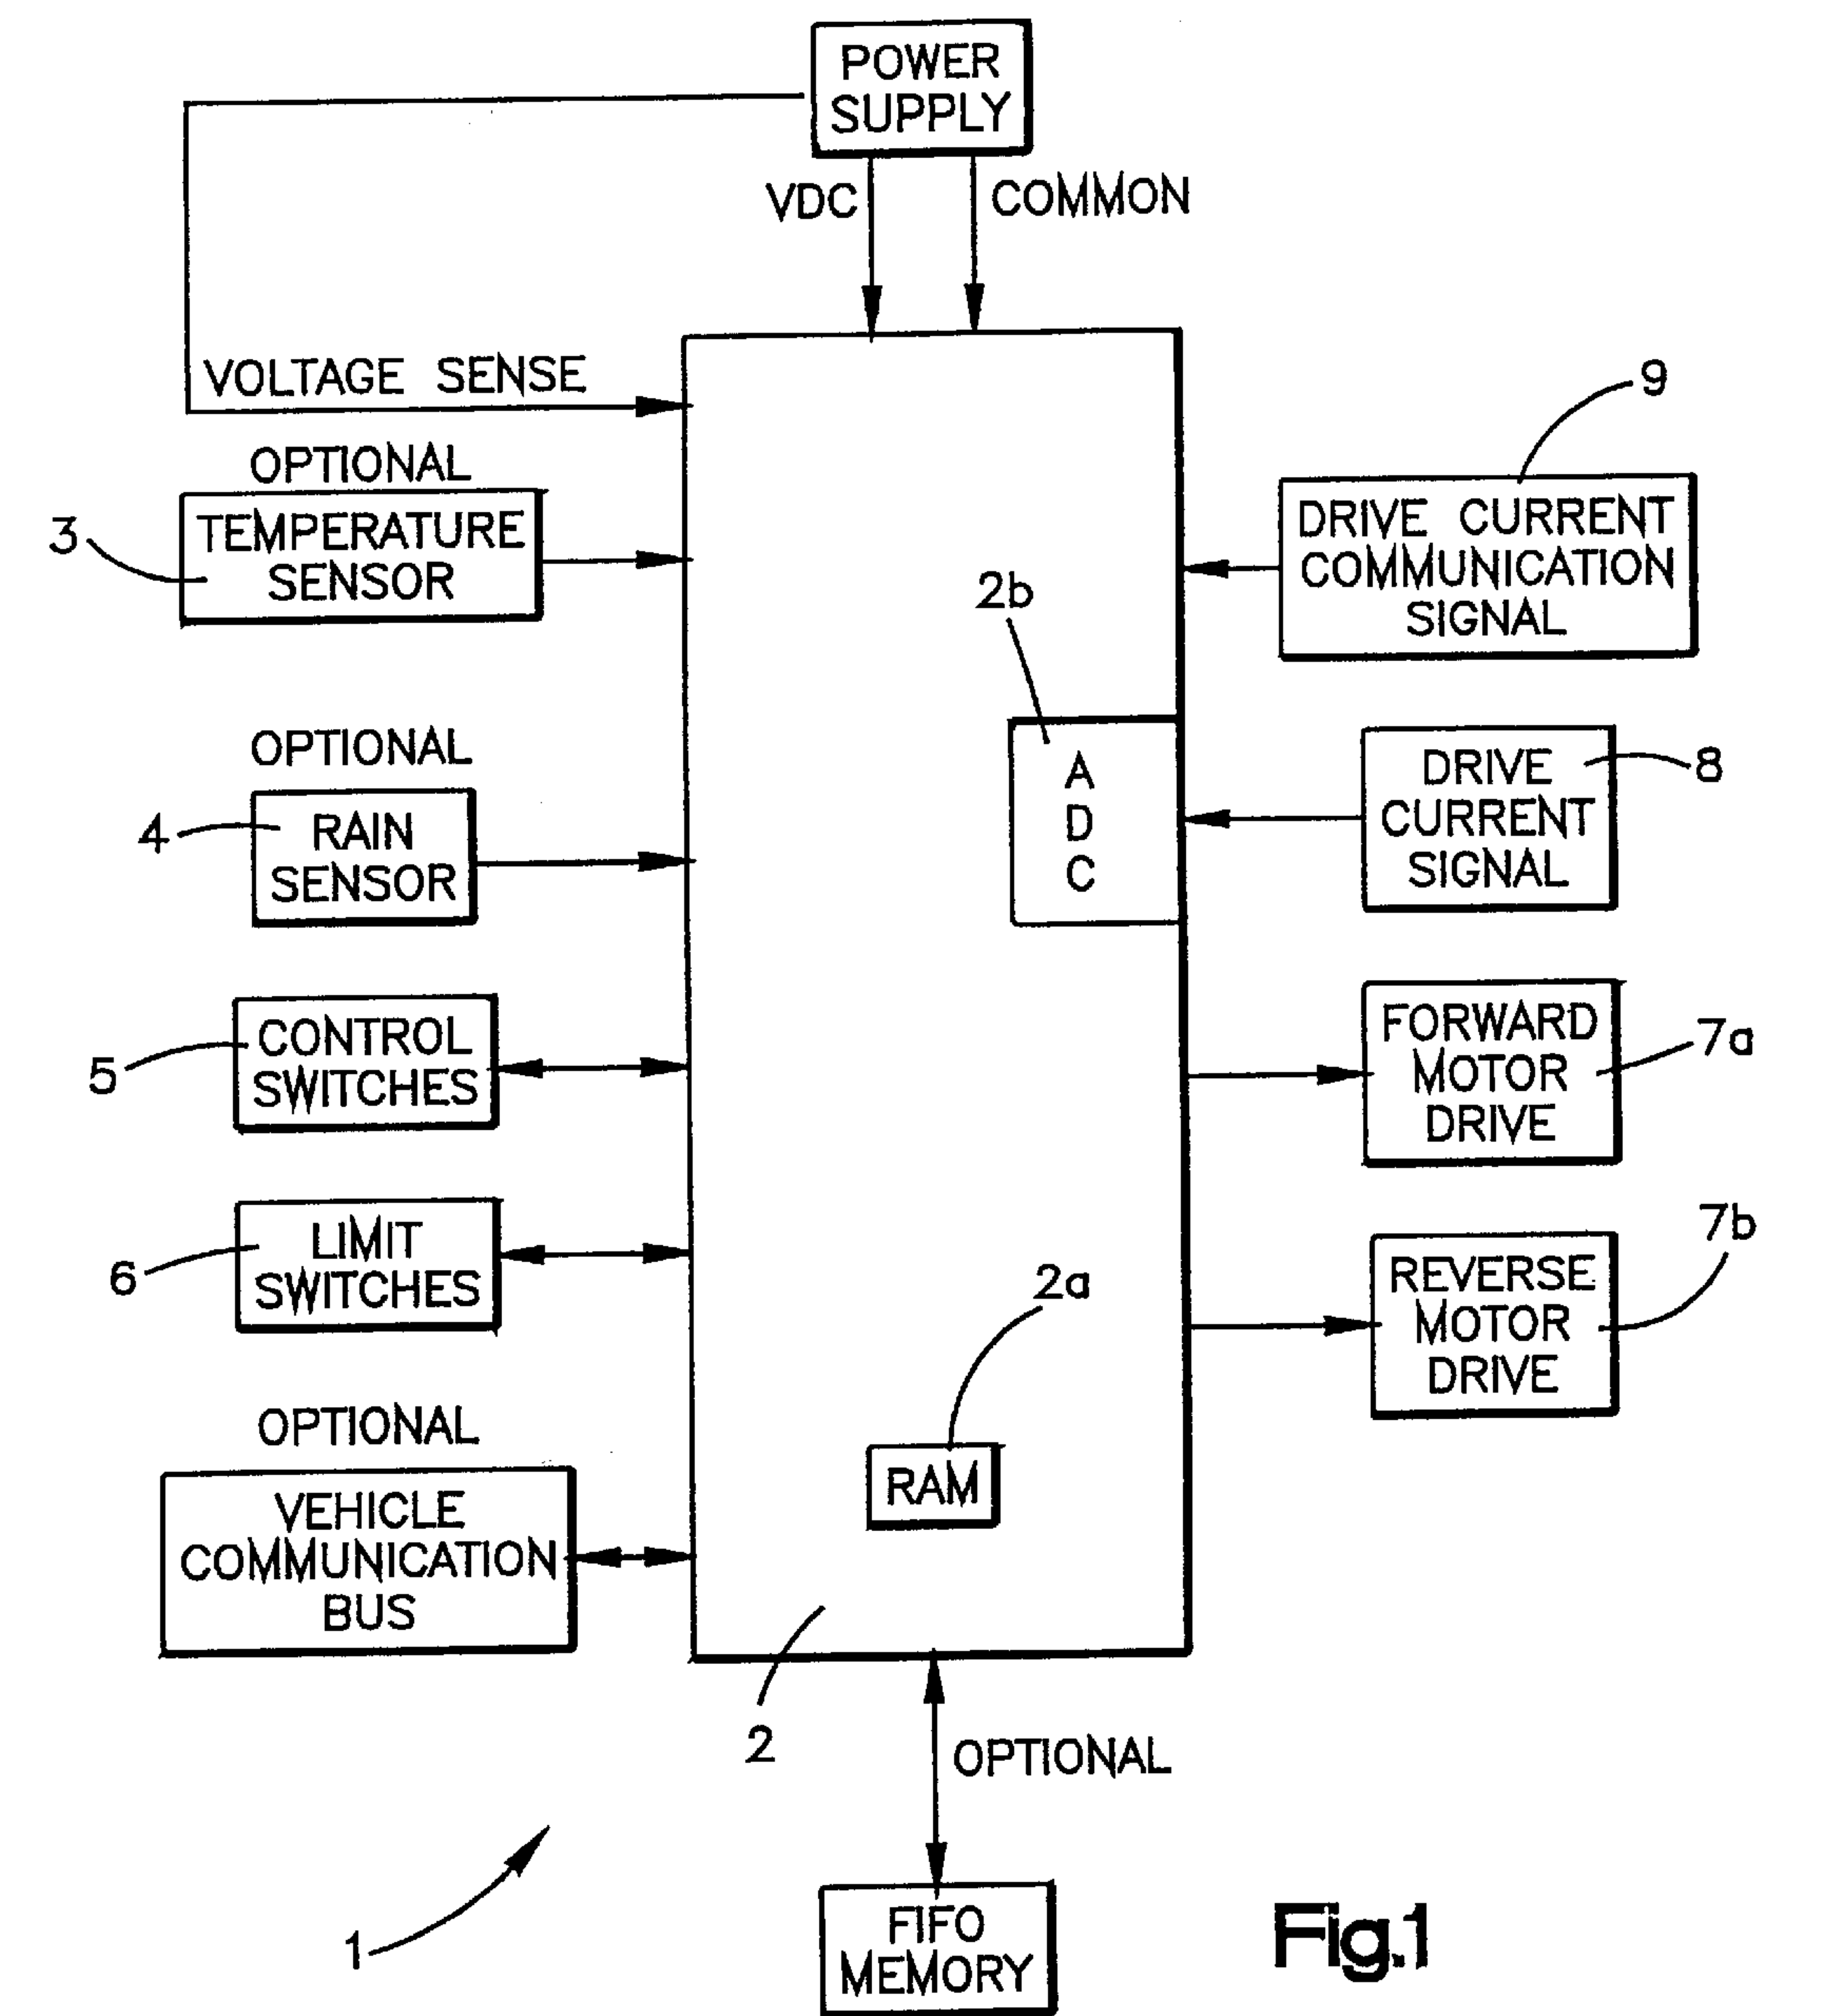 POWER
SUPPLY
VDC
COMMON
VOLTAGE SENSE
9
OPTIONAL
3
TEMPERATURE
SENSOR
DRIVE CURRENT
COMMUNICATION
SIGNAL
2b
OPTIONAL
4
RAIN
SENSOR
A
D
C
DRIVE
CURRENT
SIGNAL
8
5
CONTROL
SWITCHES
FORWARD
MOTOR
DRIVE
7a
6
LIMIT
SWITCHES
2a
7b
REVERSE
MOTOR
DRIVE
OPTIONAL
VEHICLE
COMMUNICATION
BUS
RAM
2
OPTIONAL
1
FIFO
MEMORY
Fig.1